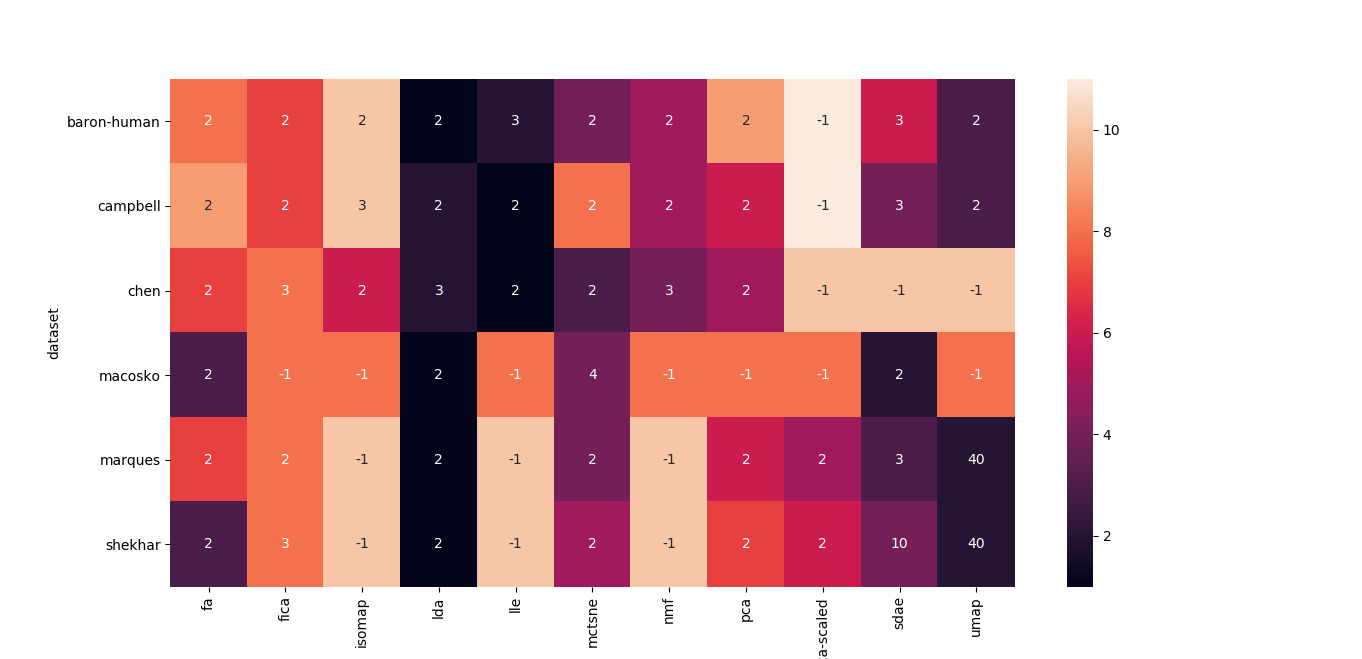 baron-human 2 2 2 2 3 2 2 2 -1 3 2
campbell 2 2 3 2 2 2 2 2 -1 3 2
chen 2 3 2 3 2 2 3 2 -1 -1 -1
macosko 2 -1 -1 2 -1 4 -1 -1 -1 2 -1
marques 2 2 -1 2 -1 2 -1 2 2 3 40
shekhar 2 3 -1 2 -1 2 -1 2 2 10 40
dataset
fa fica isomap lda lle mctsne nmf pca a-scaled sdae umap
10
8
6
4
2